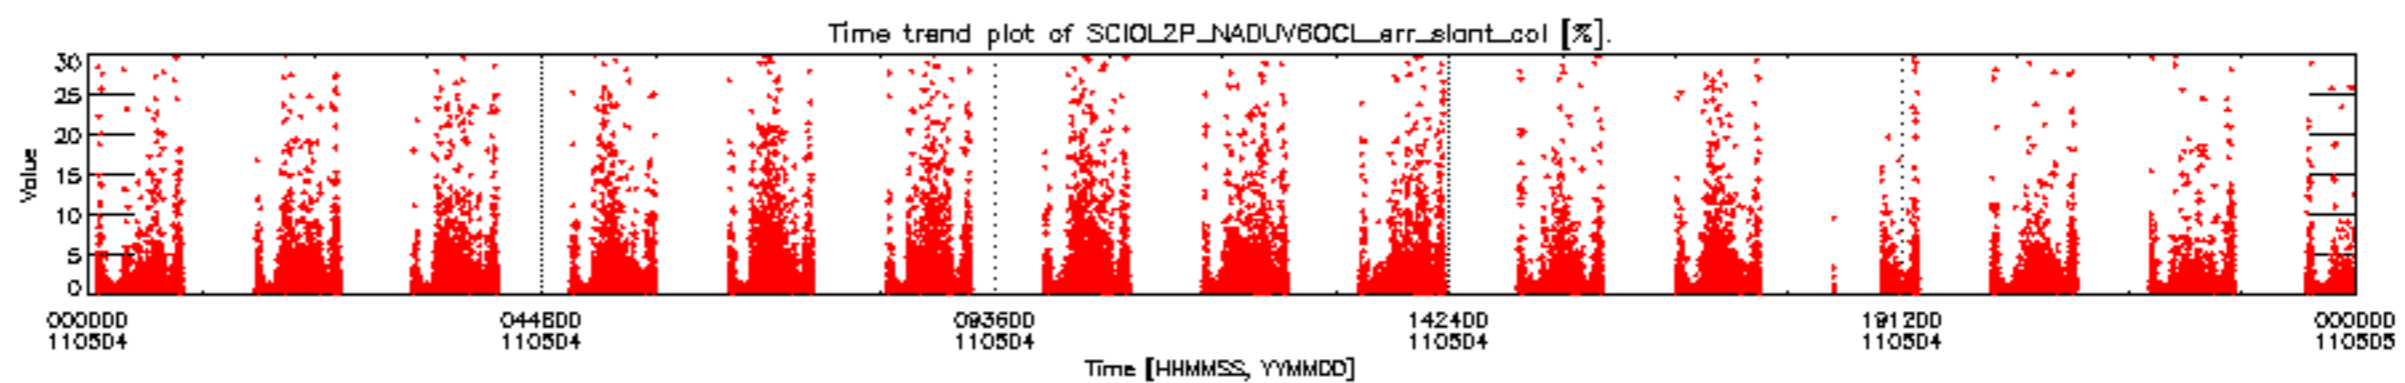 Time trend plot of SCIOL2P_NADUV6OCL_err_slant_col [%].
30
25
20
15
10
5
0
Value
000000 044800 093600 142400 191200 000000
110504 110504 110504 110504 110504 110505
Time [HHMMSS, YYMMDD]